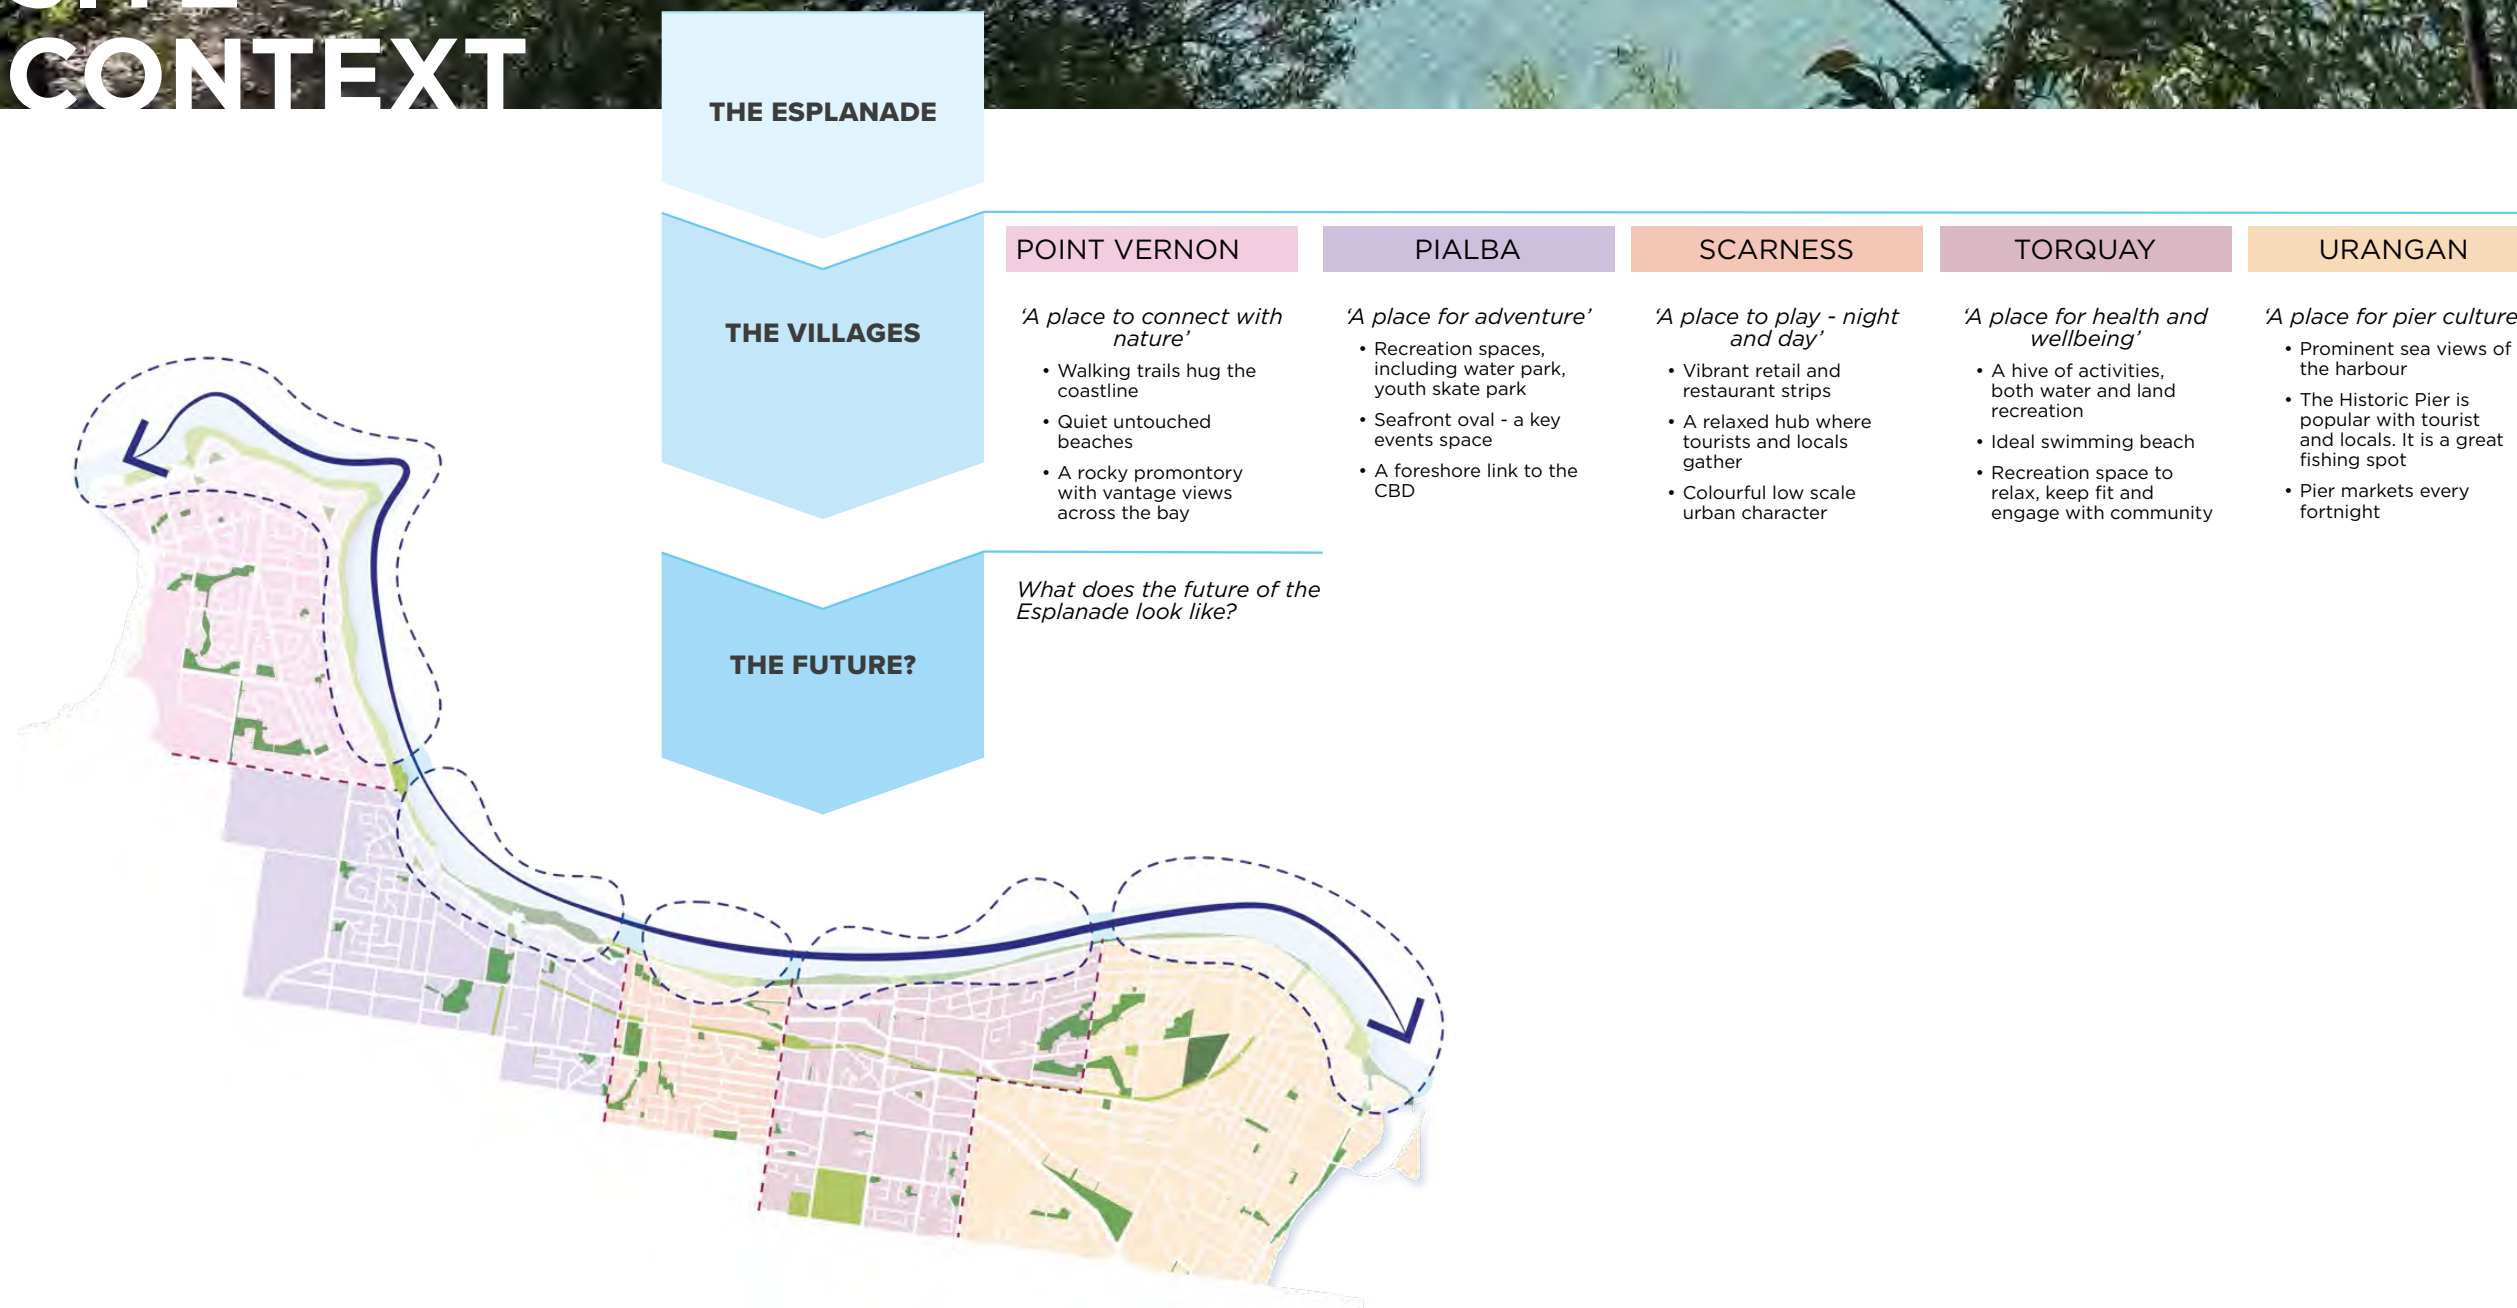 CONTEXT
THE ESPLANADE
THE VILLAGES
POINT VERNON
‘A place to connect with
nature’
• Walking trails hug the
coastline
• Quiet untouched
beaches
• A rocky promontory
with vantage views
across the bay
PIALBA
‘A place for adventure’
• Recreation spaces,
including water park,
youth skate park
• Seafront oval - a key
events space
• A foreshore link to the
CBD
SCARNESS
‘A place to play - night
and day’
• Vibrant retail and
restaurant strips
• A relaxed hub where
tourists and locals
gather
• Colourful low scale
urban character
TORQUAY
‘A place for health and
wellbeing’
• A hive of activities,
both water and land
recreation
• Ideal swimming beach
• Recreation space to
relax, keep fit and
engage with community
URANGAN
‘A place for pier culture
• Prominent sea views of
the harbour
• The Historic Pier is
popular with tourist
and locals. It is a great
fishing spot
• Pier markets every
fortnight
THE FUTURE?
What does the future of the
Esplanade look like?